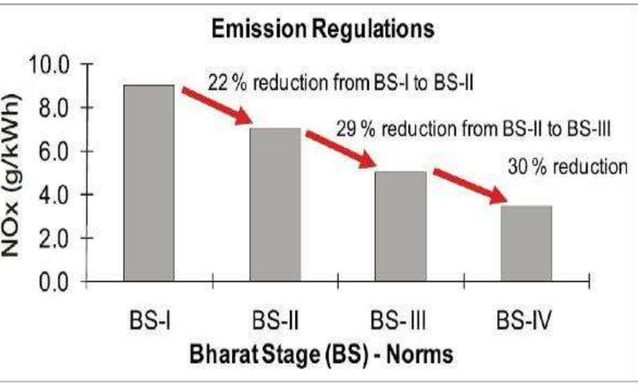 Emission Regulations
NOx (g/kWh)
10.0
8.0
6.0
4.0
2.0
0.0
22 % reduction from BS-I to BS-II
29 % reduction from BS-II to BS-III
30 % reduction
BS-I
BS-II
BS-III
BS-IV
Bharat Stage (BS) - Norms